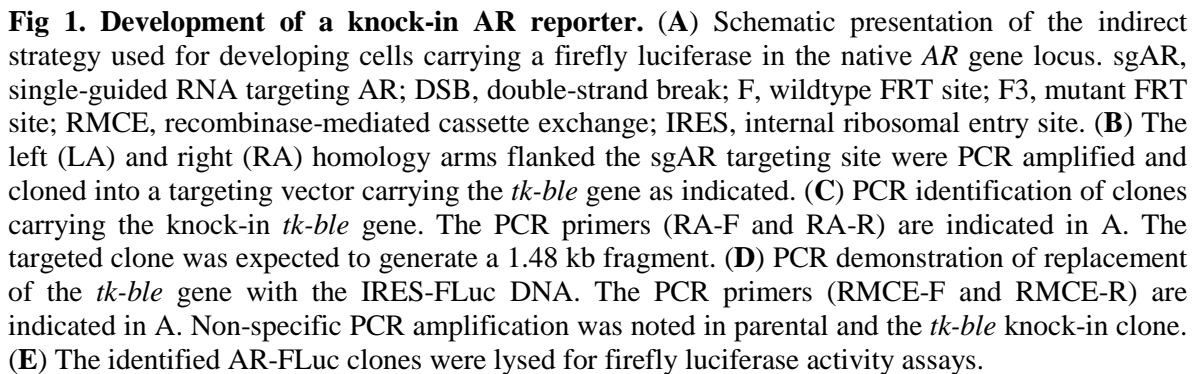 Fig 1. Development of a knock-in AR reporter. (A) Schematic presentation of the indirect
strategy used for developing cells carrying a firefly luciferase in the native AR gene locus. sgAR,
single-guided RNA targeting AR; DSB, double-strand break; F, wildtype FRT site; F3, mutant FRT
site; RMCE, recombinase-mediated cassette exchange; IRES, internal ribosomal entry site. (B) The
left (LA) and right (RA) homology arms flanked the sgAR targeting site were PCR amplified and
cloned into a targeting vector carrying the tk-ble gene as indicated. (C) PCR identification of clones
carrying the knock-in tk-ble gene. The PCR primers (RA-F and RA-R) are indicated in A. The
targeted clone was expected to generate a 1.48 kb fragment. (D) PCR demonstration of replacement
of the tk-ble gene with the IRES-FLuc DNA. The PCR primers (RMCE-F and RMCE-R) are
indicated in A. Non-specific PCR amplification was noted in parental and the tk-ble knock-in clone.
(E) The identified AR-FLuc clones were lysed for firefly luciferase activity assays.